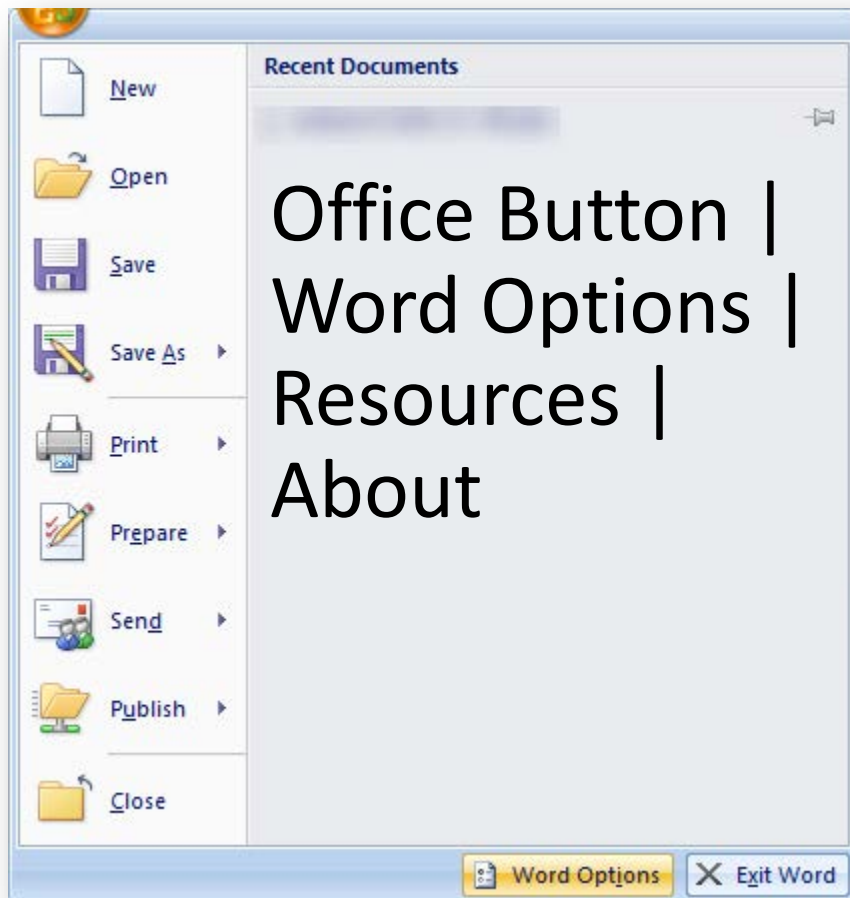 Recent Documents
New
Open
Save
Save As
Print
Prepare
Send
Publish
Close
Office Button |
Word Options |
Resources |
About
Word Options
Exit Word